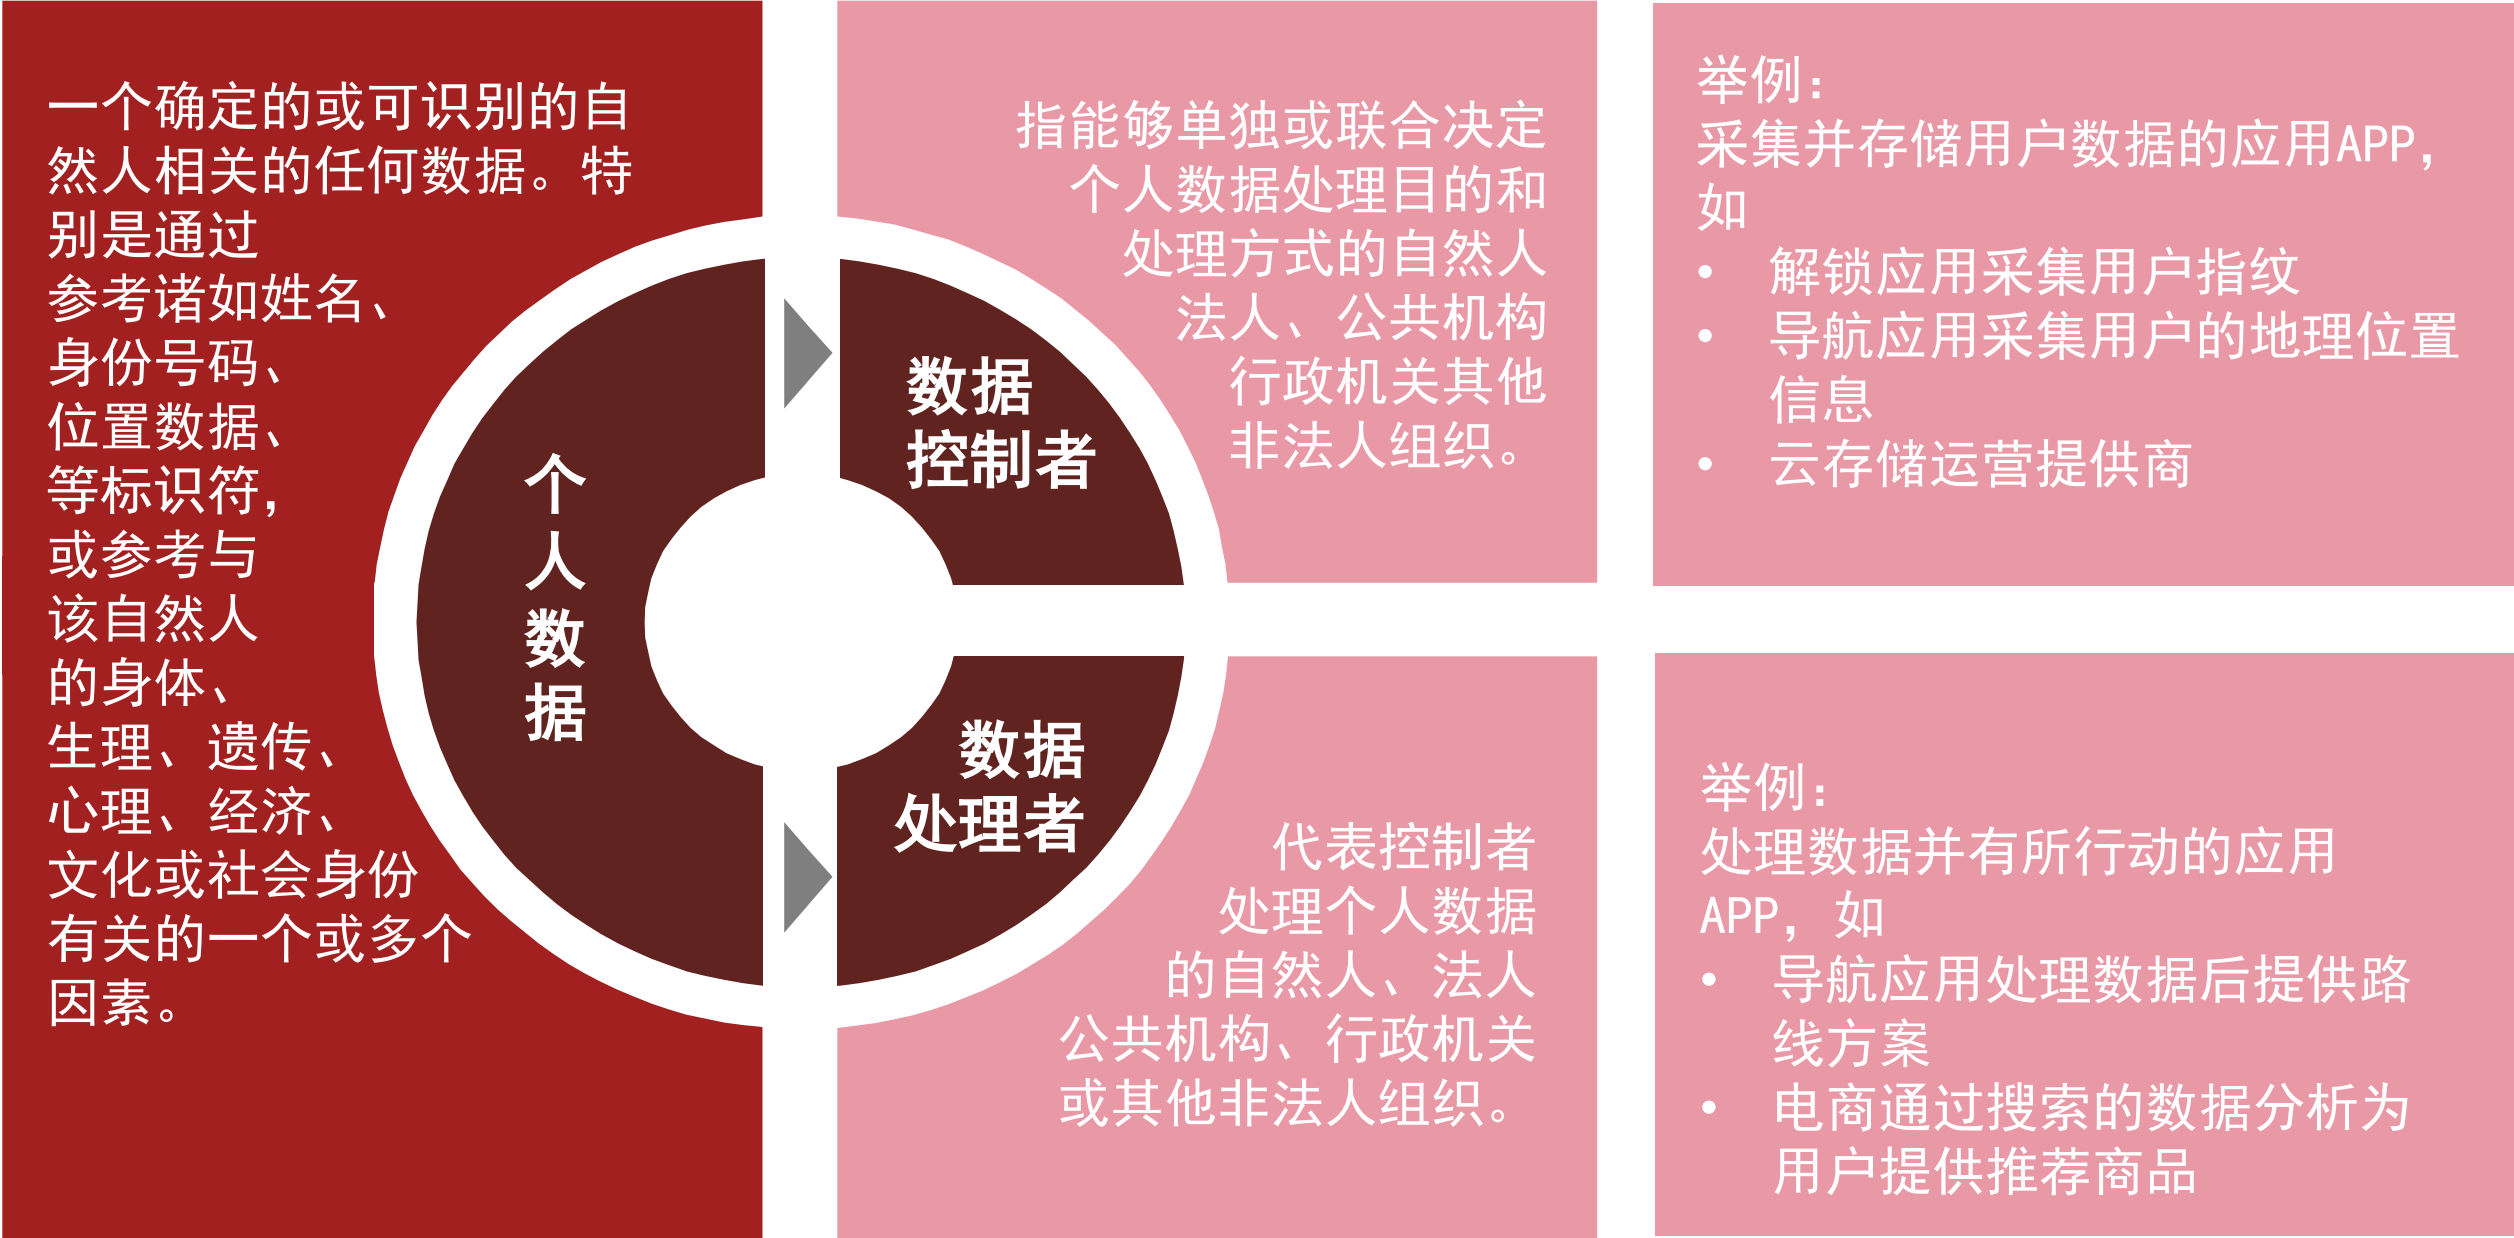 一个确定的或可识别的自
然人相关的任何数据。特
别是通过
参考诸如姓名、
身份号码、
位置数据、
等标识符，
或参考与
该自然人
的身体、
生理、遗传、
心理、经济、
文化或社会身份
有关的一个或多个
因素。
个
人
数
据
数据
控制者
指能够单独或联合决定
个人数据处理目的和
处理方式的自然人
法人、公共机构
行政机关其他
非法人组织。
举例：
采集并存储用户数据的应用APP，
如
• 解锁应用采集用户指纹
• 导航应用采集用户的地理位置
信息
• 云存储运营提供商
数据
处理者
代表控制者
处理个人数据
的自然人、法人
公共机构、行政机关
或其他非法人组织。
举例：
处理数据并有所行动的应用
APP，如
• 导航应用处理数据后提供路
线方案
• 电商通过搜索的数据分析为
用户提供推荐商品